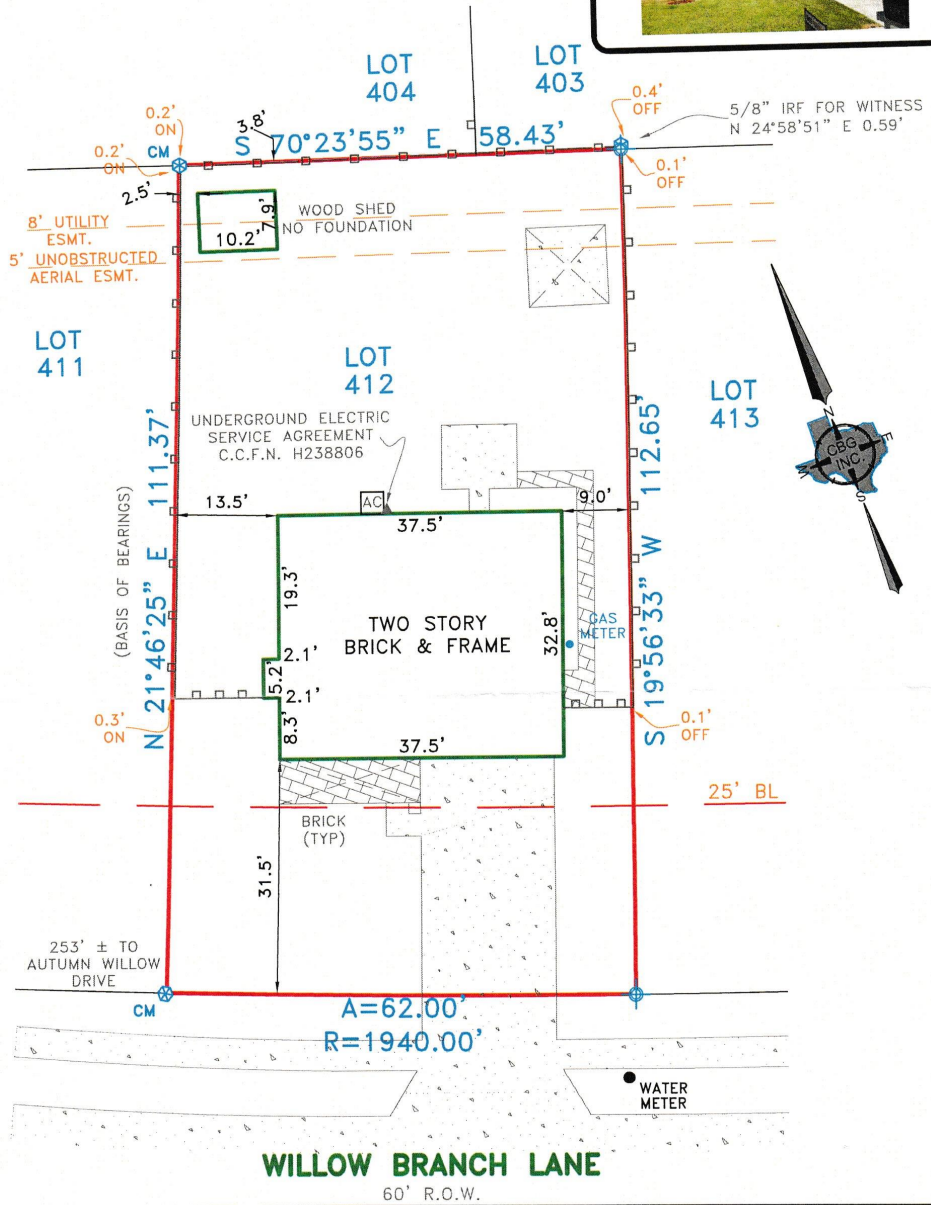 LOT
404
LOT
403
0.2'
ON
3.8'
0.4'
OFF
5/8" IRF FOR WITNESS
N 24°58'51" E 0.59'
S 70°23'55" E 58.43'
CM
0.2'
ON
0.1'
OFF
2.5'
8' UTILITY
ESMT.
7.9'
10.2'
WOOD SHED
NO FOUNDATION
5' UNOBSTRUCTED
AERIAL ESMT.
LOT
411
LOT
412
LOT
413
UNDERGROUND ELECTRIC
SERVICE AGREEMENT
C.C.F.N. H238806
N
E
W
S
CBG
INC.
N 21°46'25" E 111.37'
(BASIS OF BEARINGS)
S 19°56'33" W 112.65'
13.5'
AC
37.5'
9.0'
19.3'
TWO STORY
BRICK & FRAME
32.8'
GAS
METER
2.1'
5.2'
2.1'
8.3'
37.5'
0.3'
ON
0.1'
OFF
25' BL
BRICK
(TYP)
31.5'
253' ± TO
AUTUMN WILLOW
DRIVE
CM
A=62.00'
R=1940.00'
WATER
METER
WILLOW BRANCH LANE
60' R.O.W.